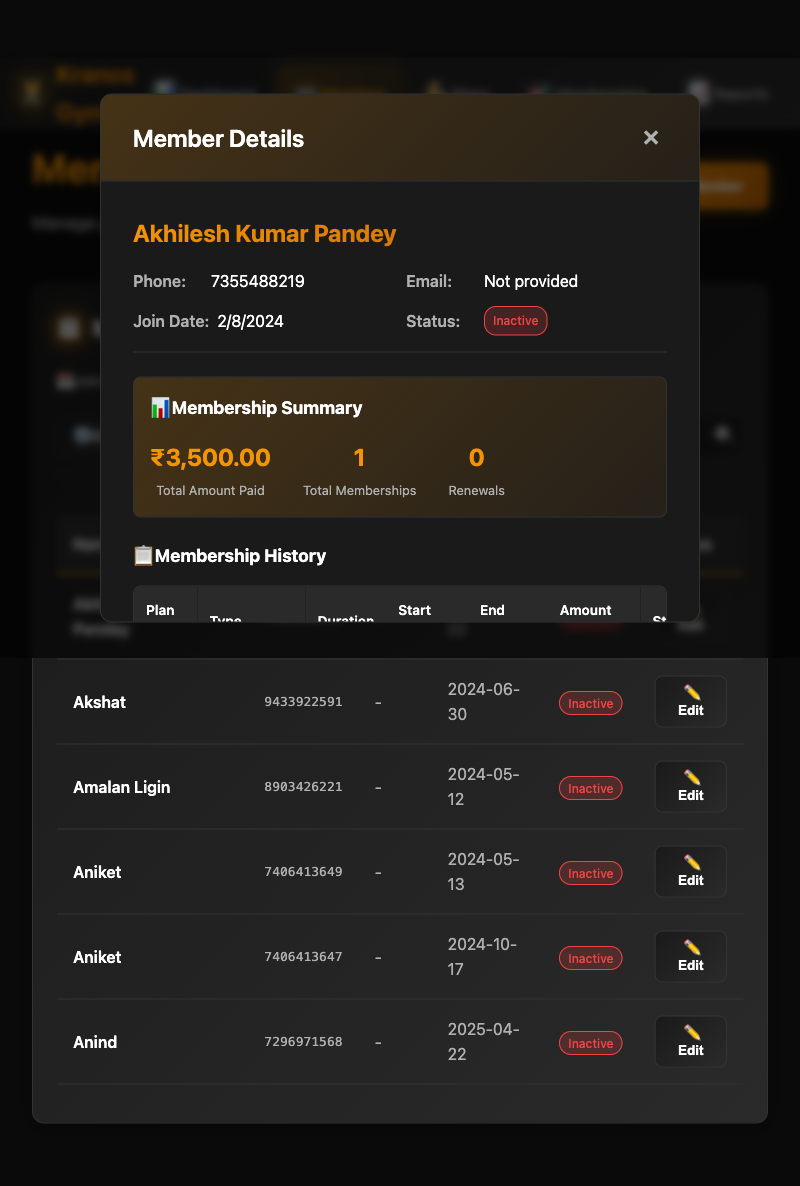 Member Details
×
Akhilesh Kumar Pandey
Phone: 7355488219 Email: Not provided
Join Date: 2/8/2024 Status: Inactive
Membership Summary
₹3,500.00 1 0
Total Amount Paid Total Memberships Renewals
Membership History
Plan Type Duration Start End Amount
Akshat 9433922591 - 2024-06-30 Inactive Edit
Amalan Ligin 8903426221 - 2024-05-12 Inactive Edit
Aniket 7406413649 - 2024-05-13 Inactive Edit
Aniket 7406413647 - 2024-10-17 Inactive Edit
Anind 7296971568 - 2025-04-22 Inactive Edit